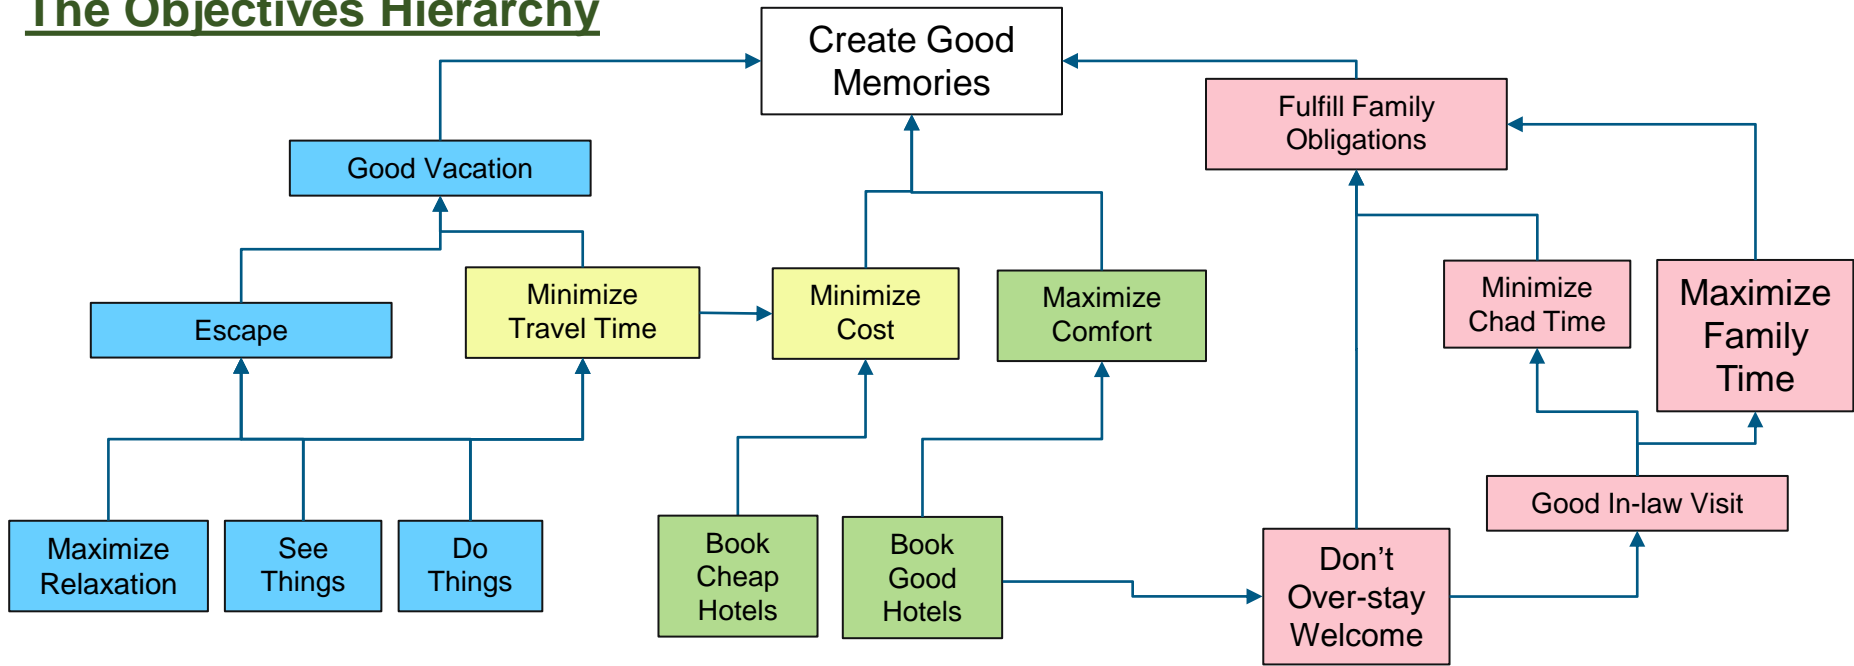 The Objectives Hierarchy
Create Good
Memories
Fulfill Family
Obligations
Good Vacation
Escape
Minimize
Travel Time
Minimize
Cost
Maximize
Comfort
Minimize
Chad Time
Maximize
Family
Time
Good In-law Visit
Maximize
Relaxation
See
Things
Do
Things
Book
Cheap
Hotels
Book
Good
Hotels
Don’t
Over-stay
Welcome